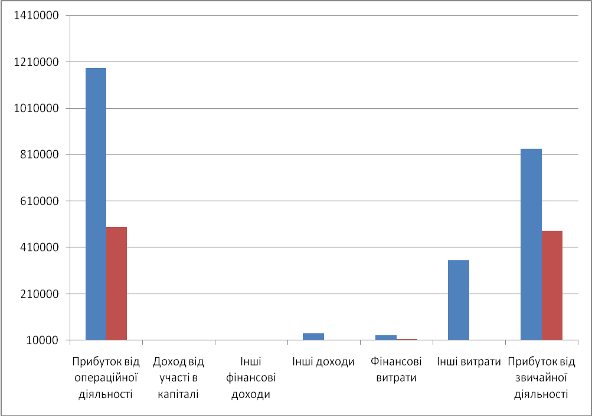 1410000
1210000
1010000
810000
610000
410000
210000
10000
Прибуток від
операційної
діяльності
Доход від
участі в
капіталі
Інші
фінансові
доходи
Інші доходи
Фінансові
витрати
Інші витрати
Прибуток від
звичайної
діяльності